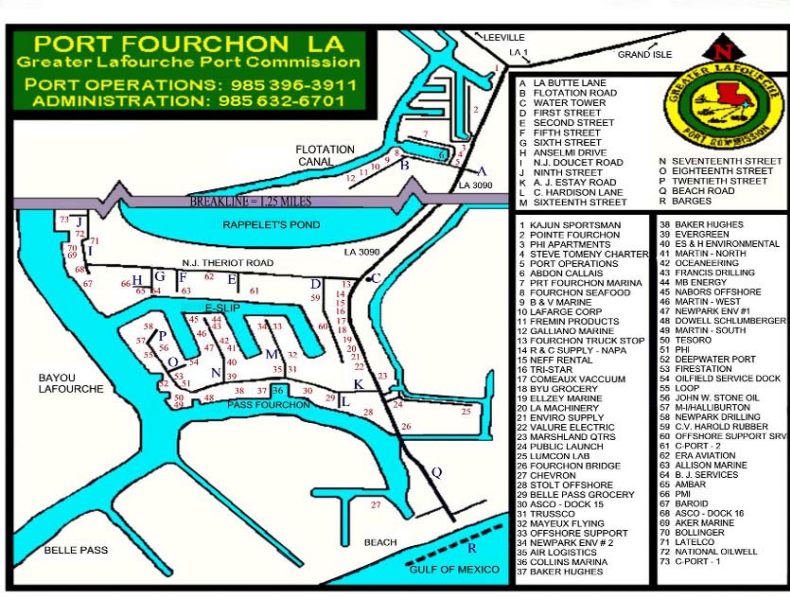 PORT FOURCHON LA
Greater Lafourche Port Commission
PORT OPERATIONS: 985 396-3911
ADMINISTRATION: 985 632-6701
LEEVILLE
LA 1
GRAND ISLE
N
GREATER LAFOURCHE
PORT COMMISSION
A LA BUTTE LANE
B FLOTATION ROAD
C WATER TOWER
D FIRST STREET
E SECOND STREET
F FIFTH STREET
G SIXTH STREET
H ANSELMI DRIVE
I N.J. DOUCET ROAD
J NINTH STREET
K A. J. ESTAY ROAD
L C. HARDISON LANE
M SIXTEENTH STREET
N SEVENTEENTH STREET
O EIGHTEENTH STREET
P TWENTIETH STREET
Q BEACH ROAD
R BARGES
1 KAJUN SPORTSMAN
2 POINTE FOURCHON
3 PHI APARTMENTS
4 STEVE TOMENY CHARTER
5 PORT OPERATIONS
6 ABDON CALLAIS
7 PRT FOURCHON MARINA
8 FOURCHON SEAFOOD
9 B & V MARINE
10 LAFARGE CORP
11 FREMIN PRODUCTS
12 GALLIANO MARINE
13 FOURCHON TRUCK STOP
14 R & C SUPPLY - NAPA
15 NEFF RENTAL
16 TRI-STAR
17 COMEAUX VACCUUM
18 BYU GROCERY
19 ELLZEY MARINE
20 LA MACHINERY
21 ENVIRO SUPPLY
22 VALURE ELECTRIC
23 MARSHLAND QTRS
24 PUBLIC LAUNCH
25 LUMCON LAB
26 FOURCHON BRIDGE
27 CHEVRON
28 STOLT OFFSHORE
29 BELLE PASS GROCERY
30 ASCO - DOCK 15
31 TRUSSCO
32 MAYEUX FLYING
33 OFFSHORE SUPPORT
34 NEWPARK ENV # 2
35 AIR LOGISTICS
36 COLLINS MARINA
37 BAKER HUGHES
38 BAKER HUGHES
39 EVERGREEN
40 ES & H ENVIRONMENTAL
41 MARTIN - NORTH
42 OCEANEERING
43 FRANCIS DRILLING
44 MB ENERGY
45 NABORS OFFSHORE
46 MARTIN - WEST
47 NEWPARK ENV #1
48 DOWELL SCHLUMBERGER
49 MARTIN - SOUTH
50 TESORO
51 PHI
52 DEEPWATER PORT
53 FIRESTATION
54 OILFIELD SERVICE DOCK
55 LOOP
56 JOHN W. STONE OIL
57 M-I/HALLIBURTON
58 NEWPARK DRILLING
59 C.V. HAROLD RUBBER
60 OFFSHORE SUPPORT SRV
61 C-PORT - 2
62 ERA AVIATION
63 ALLISON MARINE
64 B. J. SERVICES
65 AMBAR
66 PMI
67 BAROID
68 ASCO - DOCK 16
69 AKER MARINE
70 BOLLINGER
71 LATELCO
72 NATIONAL OILWELL
73 C-PORT - 1
FLOTATION
CANAL
LA 3090
BREAKLINE = 1.25 MILES
RAPPELET'S POND
LA 3090
N.J. THERIOT ROAD
E-SLIP
BAYOU
LAFOURCHE
PASS FOURCHON
BELLE PASS
BEACH
GULF OF MEXICO